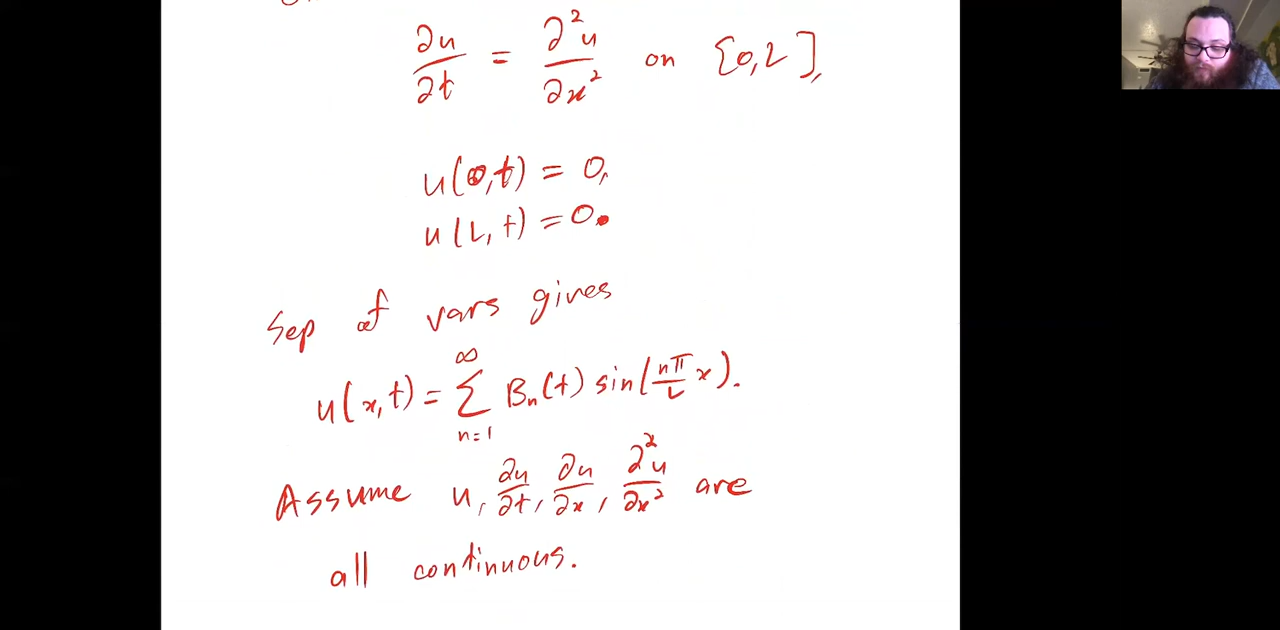 ∂u/∂t = ∂²u/∂x² on [0,L],
u(0,t) = 0,
u(L,t) = 0.
Sep of vars gives
u(x,t) = ∑_{n=1}^{∞} Bₙ(t) sin(nπ/L x).
Assume u, ∂u/∂t, ∂u/∂x, ∂²u/∂x² are
all continuous.